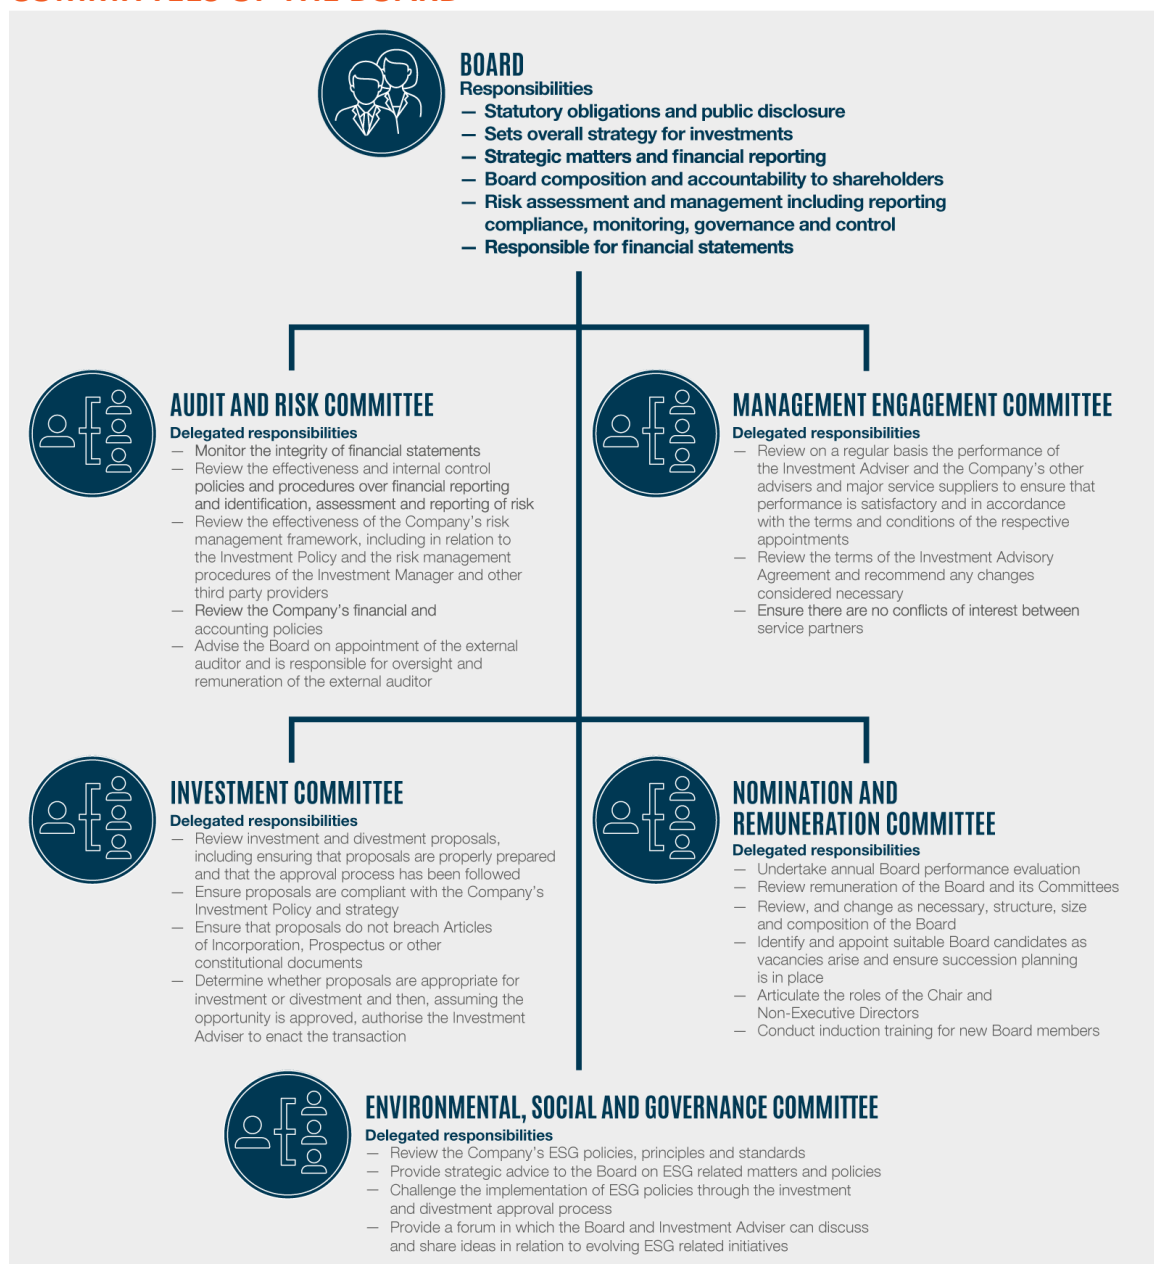 COMMITTEES OF THE BOARD
BOARD
Responsibilities
— Statutory obligations and public disclosure
— Sets overall strategy for investments
— Strategic matters and financial reporting
— Board composition and accountability to shareholders
— Risk assessment and management including reporting
compliance, monitoring, governance and control
— Responsible for financial statements
AUDIT AND RISK COMMITTEE
Delegated responsibilities
— Monitor the integrity of financial statements
— Review the effectiveness and internal control
policies and procedures over financial reporting
and identification, assessment and reporting of risk
— Review the effectiveness of the Company's risk
management framework, including in relation to
the Investment Policy and the risk management
procedures of the Investment Manager and other
third party providers
— Review the Company's financial and
accounting policies
— Advise the Board on appointment of the external
auditor and is responsible for oversight and
remuneration of the external auditor
MANAGEMENT ENGAGEMENT COMMITTEE
Delegated responsibilities
— Review on a regular basis the performance of
the Investment Adviser and the Company's other
advisers and major service suppliers to ensure that
performance is satisfactory and in accordance
with the terms and conditions of the respective
appointments
— Review the terms of the Investment Advisory
Agreement and recommend any changes
considered necessary
— Ensure there are no conflicts of interest between
service partners
INVESTMENT COMMITTEE
Delegated responsibilities
— Review investment and divestment proposals,
including ensuring that proposals are properly prepared
and that the approval process has been followed
— Ensure proposals are compliant with the Company's
Investment Policy and strategy
— Ensure that proposals do not breach Articles
of Incorporation, Prospectus or other
constitutional documents
— Determine whether proposals are appropriate for
investment or divestment and then, assuming the
opportunity is approved, authorise the Investment
Adviser to enact the transaction
NOMINATION AND
REMUNERATION COMMITTEE
Delegated responsibilities
— Undertake annual Board performance evaluation
— Review remuneration of the Board and its Committees
— Review, and change as necessary, structure, size
and composition of the Board
— Identify and appoint suitable Board candidates as
vacancies arise and ensure succession planning
is in place
— Articulate the roles of the Chair and
Non-Executive Directors
— Conduct induction training for new Board members
ENVIRONMENTAL, SOCIAL AND GOVERNANCE COMMITTEE
Delegated responsibilities
— Review the Company's ESG policies, principles and standards
— Provide strategic advice to the Board on ESG related matters and policies
— Challenge the implementation of ESG policies through the investment
and divestment approval process
— Provide a forum in which the Board and Investment Adviser can discuss
and share ideas in relation to evolving ESG related initiatives